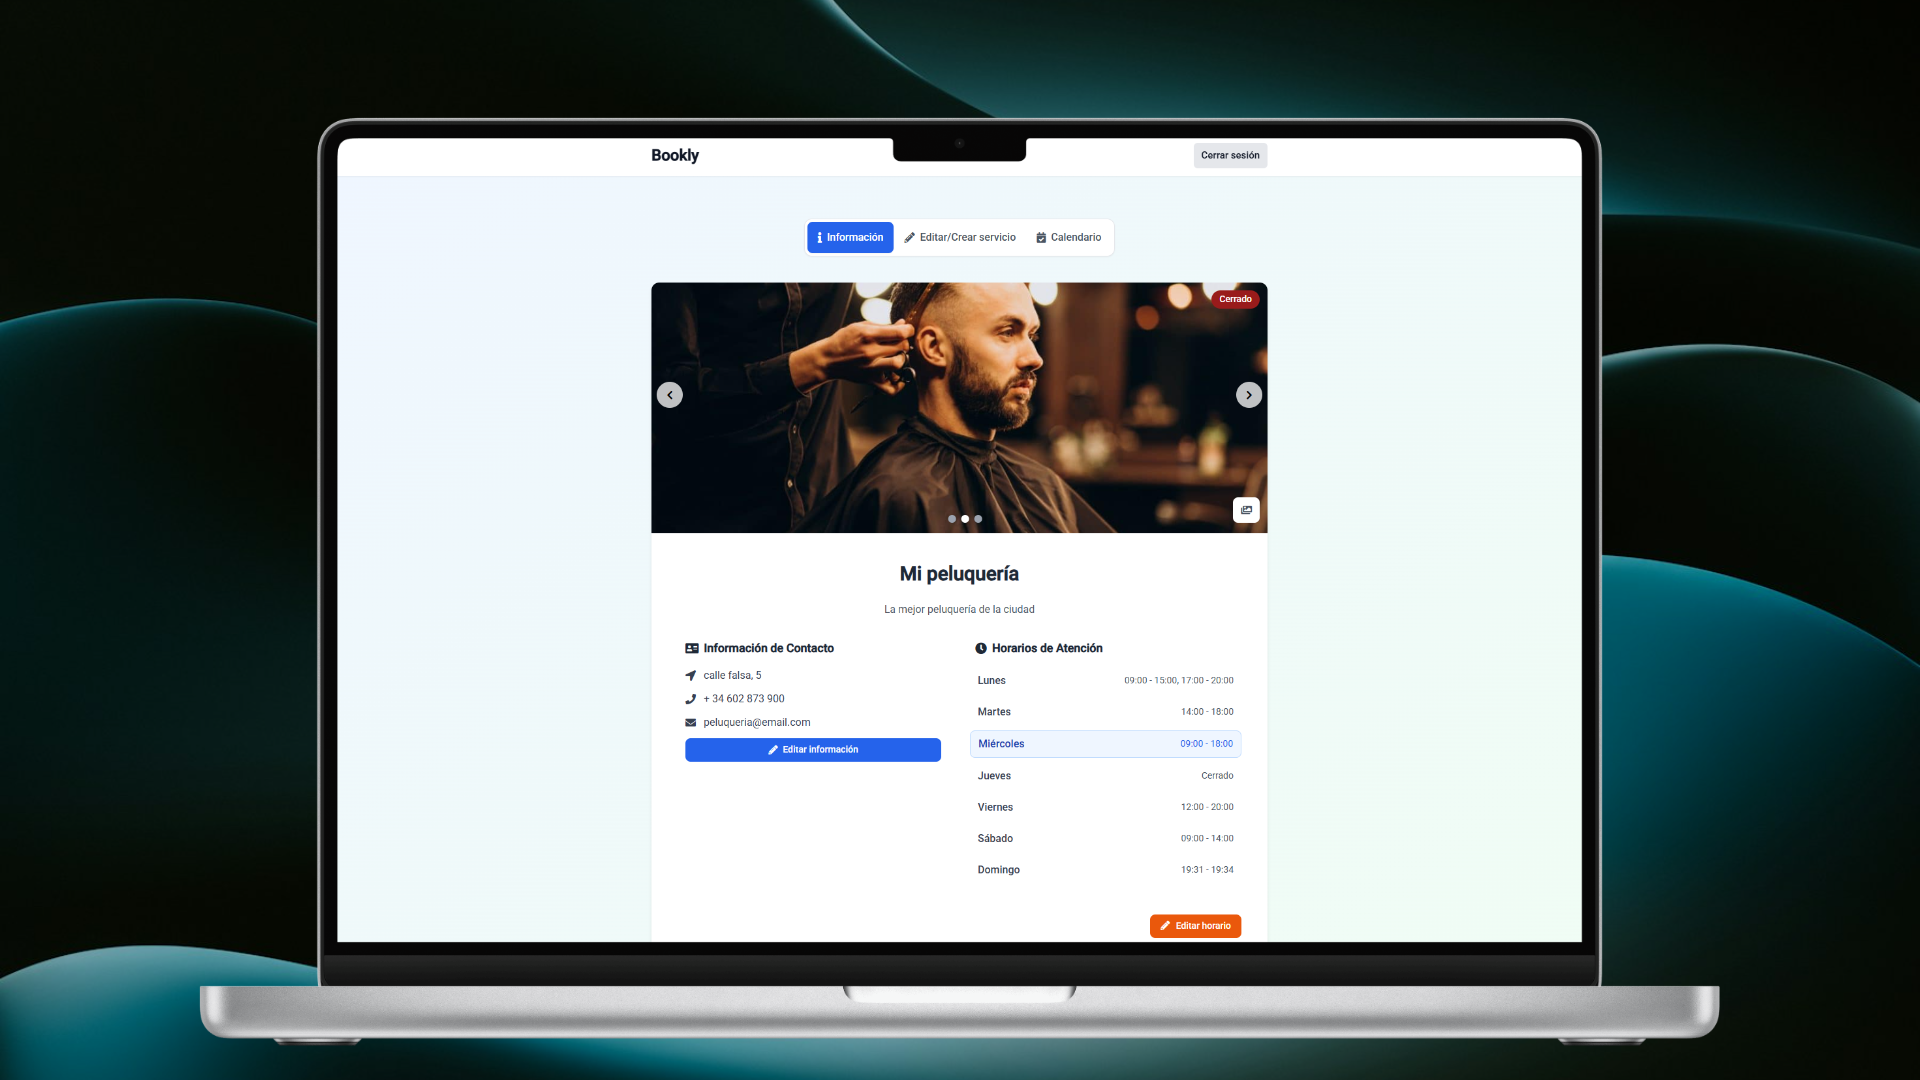 Bookly
Cerrar sesión
Información
Editar/Crear servicio
Calendario
Cerrado
Mi peluquería
La mejor peluquería de la ciudad
Información de Contacto
calle falsa, 5
+ 34 602 873 900
peluqueria@email.com
Editar información
Horarios de Atención
Lunes 09:00 - 15:00, 17:00 - 20:00
Martes 14:00 - 18:00
Miércoles 09:00 - 18:00
Jueves Cerrado
Viernes 12:00 - 20:00
Sábado 09:00 - 14:00
Domingo 19:31 - 19:34
Editar horario